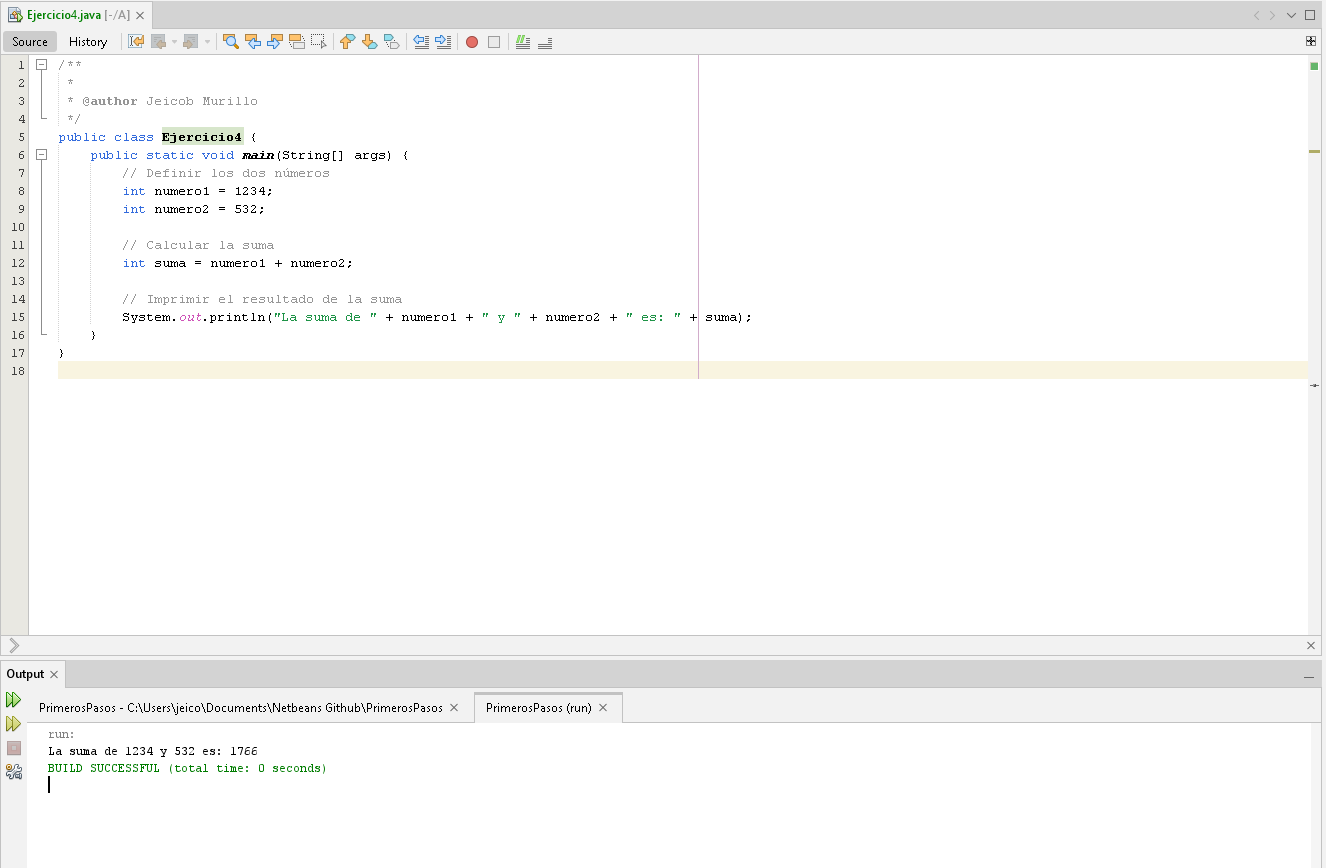 Ejercicio4.java [-/A]
Source History
1 /**
2  *
3  * @author Jeicob Murillo
4  */
5 public class Ejercicio4 {
6     public static void main(String[] args) {
7         // Definir los dos números
8         int numero1 = 1234;
9         int numero2 = 532;
10
11         // Calcular la suma
12         int suma = numero1 + numero2;
13
14         // Imprimir el resultado de la suma
15         System.out.println("La suma de " + numero1 + " y " + numero2 + " es: " + suma);
16     }
17 }
18
Output
PrimerosPasos - C:\Users\jeico\Documents\Netbeans Github\PrimerosPasos PrimerosPasos (run)
run:
La suma de 1234 y 532 es: 1766
BUILD SUCCESSFUL (total time: 0 seconds)